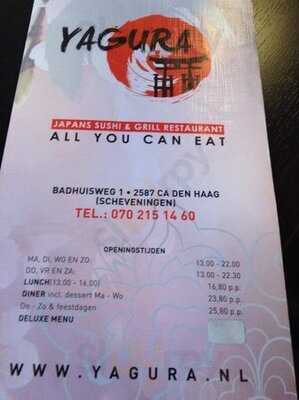 YAGURA
JAPANS SUSHI & GRILL RESTAURANT
ALL YOU CAN EAT
BADHUISWEG 1 • 2587 CA DEN HAAG
(SCHEVENINGEN)
TEL.: 070 215 14 60
OPENINGSTIJDEN
MA, DI, WO EN ZO: 13.00 - 22.00
DO, VR EN ZA: 13.00 - 22.30
LUNCH(13.00 - 16.00) 16,80 p.p.
DINER incl. dessert Ma - Wo 23,80 p.p.
Do - Zo & feestdagen 25,80 p.p.
DELUXE MENU
WWW.YAGURA.NL